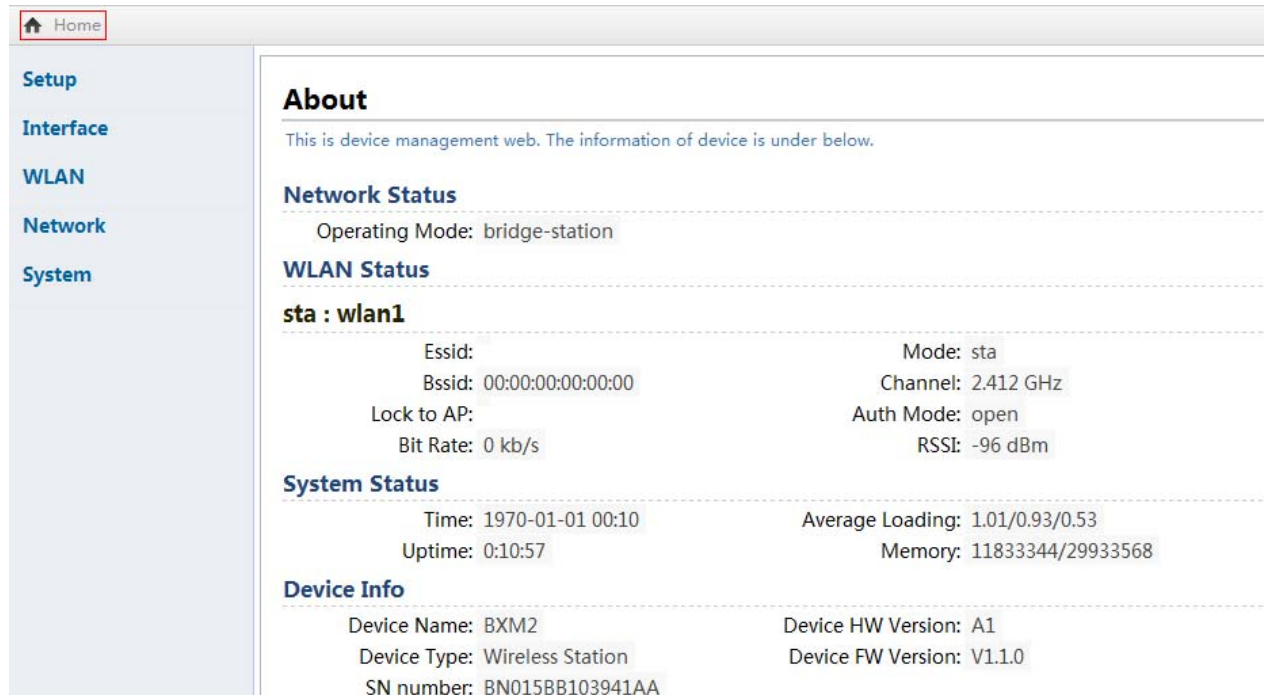 Home
Setup
Interface
WLAN
Network
System
About
This is device management web. The information of device is under below.
Network Status
Operating Mode: bridge-station
WLAN Status
sta : wlan1
Essid: Mode: sta
Bssid: 00:00:00:00:00:00 Channel: 2.412 GHz
Lock to AP: Auth Mode: open
Bit Rate: 0 kb/s RSSI: -96 dBm
System Status
Time: 1970-01-01 00:10 Average Loading: 1.01/0.93/0.53
Uptime: 0:10:57 Memory: 11833344/29933568
Device Info
Device Name: BXM2 Device HW Version: A1
Device Type: Wireless Station Device FW Version: V1.1.0
SN number: BN015BB103941AA